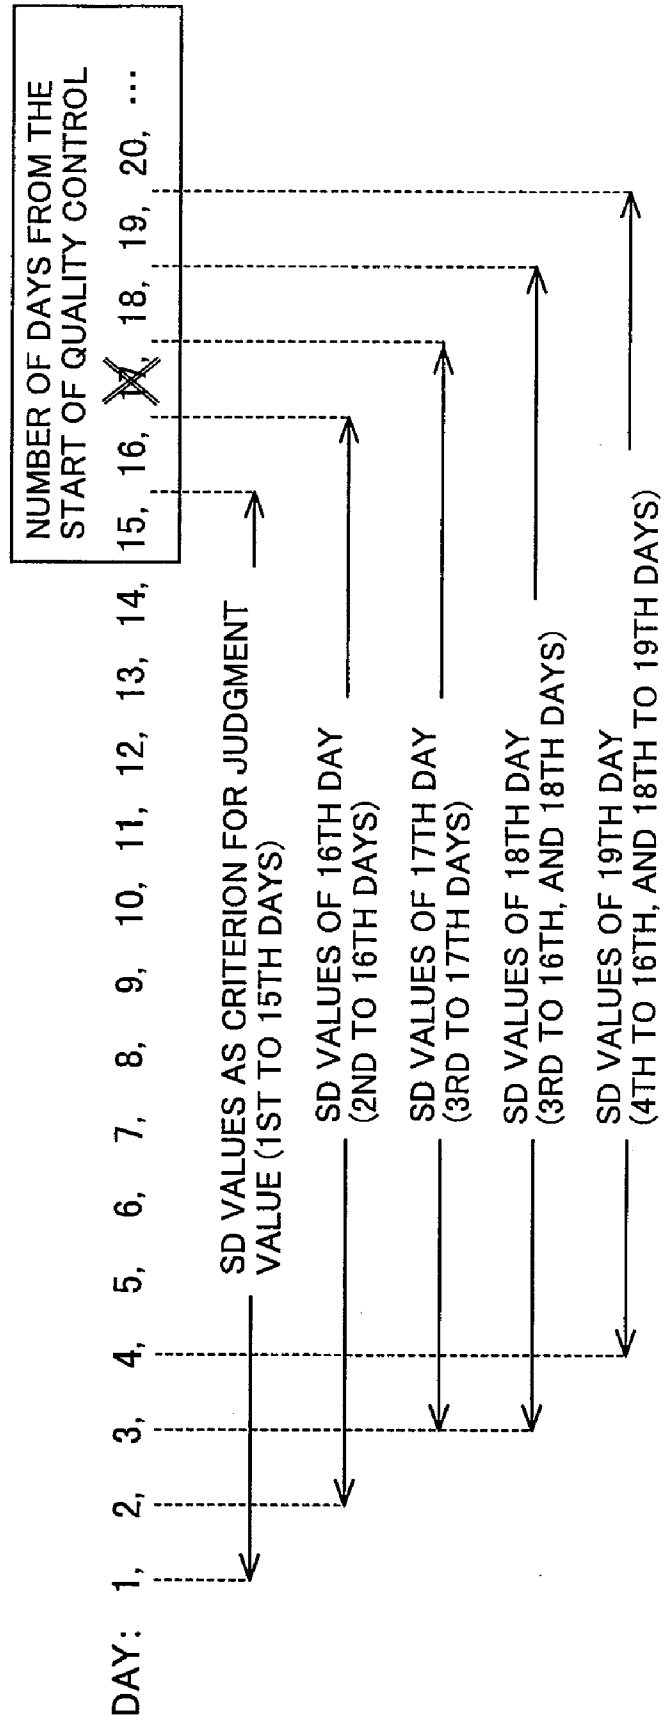 NUMBER OF DAYS FROM THE
START OF QUALITY CONTROL
DAY: 1, 2, 3, 4, 5, 6, 7, 8, 9, 10, 11, 12, 13, 14, 15, 16, 17, 18, 19, 20, ...
SD VALUES AS CRITERION FOR JUDGMENT
VALUE (1ST TO 15TH DAYS)
SD VALUES OF 16TH DAY
(2ND TO 16TH DAYS)
SD VALUES OF 17TH DAY
(3RD TO 17TH DAYS)
SD VALUES OF 18TH DAY
(3RD TO 16TH, AND 18TH DAYS)
SD VALUES OF 19TH DAY
(4TH TO 16TH, AND 18TH TO 19TH DAYS)